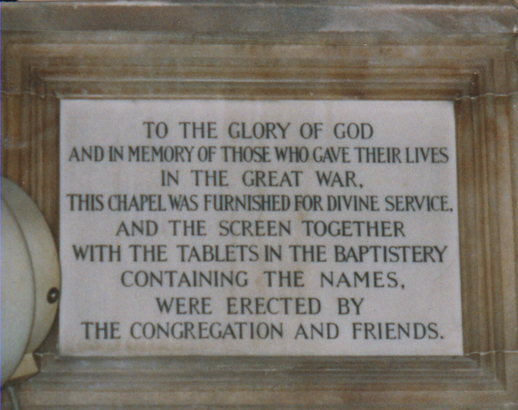 TO THE GLORY OF GOD
AND IN MEMORY OF THOSE WHO GAVE THEIR LIVES
IN THE GREAT WAR,
THIS CHAPEL WAS FURNISHED FOR DIVINE SERVICE,
AND THE SCREEN TOGETHER
WITH THE TABLETS IN THE BAPTISTERY
CONTAINING THE NAMES,
WERE ERECTED BY
THE CONGREGATION AND FRIENDS.